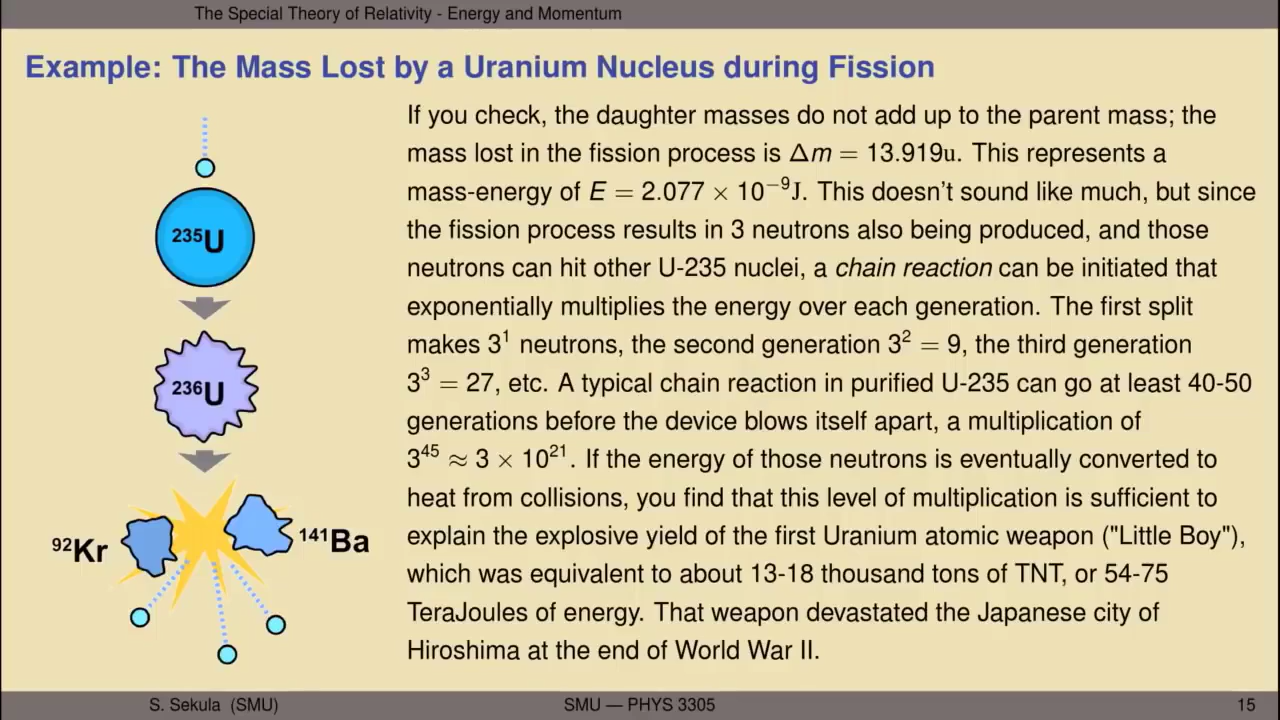 The Special Theory of Relativity - Energy and Momentum
Example: The Mass Lost by a Uranium Nucleus during Fission
If you check, the daughter masses do not add up to the parent mass; the
mass lost in the fission process is Δm = 13.919u. This represents a
mass-energy of E = 2.077 × 10⁻⁹J. This doesn't sound like much, but since
the fission process results in 3 neutrons also being produced, and those
neutrons can hit other U-235 nuclei, a chain reaction can be initiated that
exponentially multiplies the energy over each generation. The first split
makes 3¹ neutrons, the second generation 3² = 9, the third generation
3³ = 27, etc. A typical chain reaction in purified U-235 can go at least 40-50
generations before the device blows itself apart, a multiplication of
3⁴⁵ ≈ 3 × 10²¹. If the energy of those neutrons is eventually converted to
heat from collisions, you find that this level of multiplication is sufficient to
explain the explosive yield of the first Uranium atomic weapon ("Little Boy"),
which was equivalent to about 13-18 thousand tons of TNT, or 54-75
TeraJoules of energy. That weapon devastated the Japanese city of
Hiroshima at the end of World War II.
²³⁵U
²³⁶U
⁹²Kr
¹⁴¹Ba
S. Sekula (SMU)
SMU — PHYS 3305
15